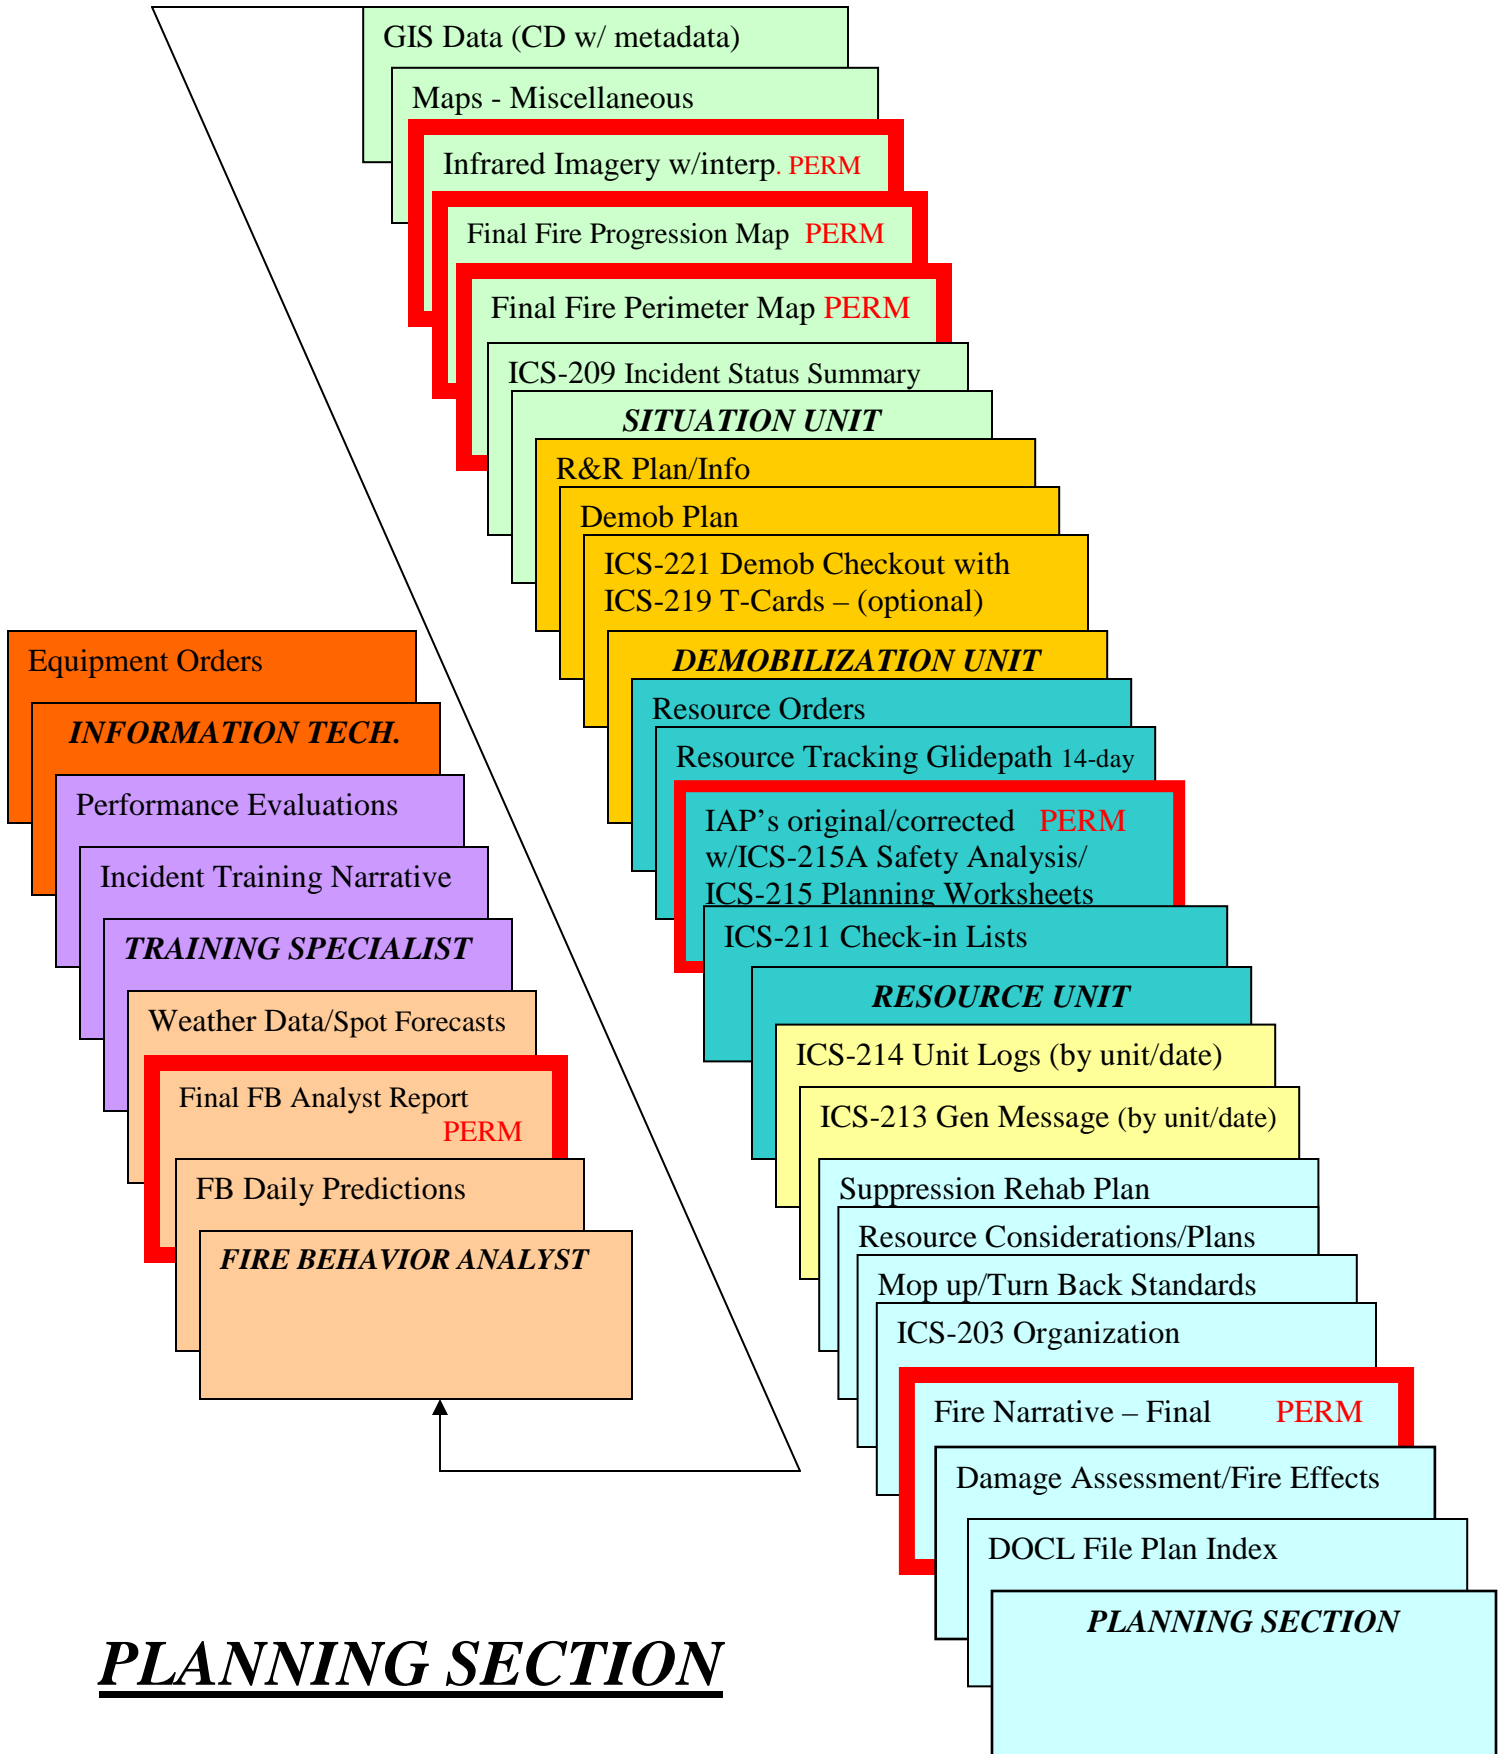 GIS Data (CD w/ metadata)
Maps - Miscellaneous
Infrared Imagery w/interp. PERM
Final Fire Progression Map PERM
Final Fire Perimeter Map PERM
ICS-209 Incident Status Summary
SITUATION UNIT
R&R Plan/Info
Demob Plan
ICS-221 Demob Checkout with
ICS-219 T-Cards – (optional)
DEMOBILIZATION UNIT
Resource Orders
Resource Tracking Glidepath 14-day
IAP’s original/corrected PERM
w/ICS-215A Safety Analysis/
ICS-215 Planning Worksheets
ICS-211 Check-in Lists
RESOURCE UNIT
ICS-214 Unit Logs (by unit/date)
ICS-213 Gen Message (by unit/date)
Suppression Rehab Plan
Resource Considerations/Plans
Mop up/Turn Back Standards
ICS-203 Organization
Fire Narrative – Final PERM
Damage Assessment/Fire Effects
DOCL File Plan Index
PLANNING SECTION
Equipment Orders
INFORMATION TECH.
Performance Evaluations
Incident Training Narrative
TRAINING SPECIALIST
Weather Data/Spot Forecasts
Final FB Analyst Report
PERM
FB Daily Predictions
FIRE BEHAVIOR ANALYST
PLANNING SECTION